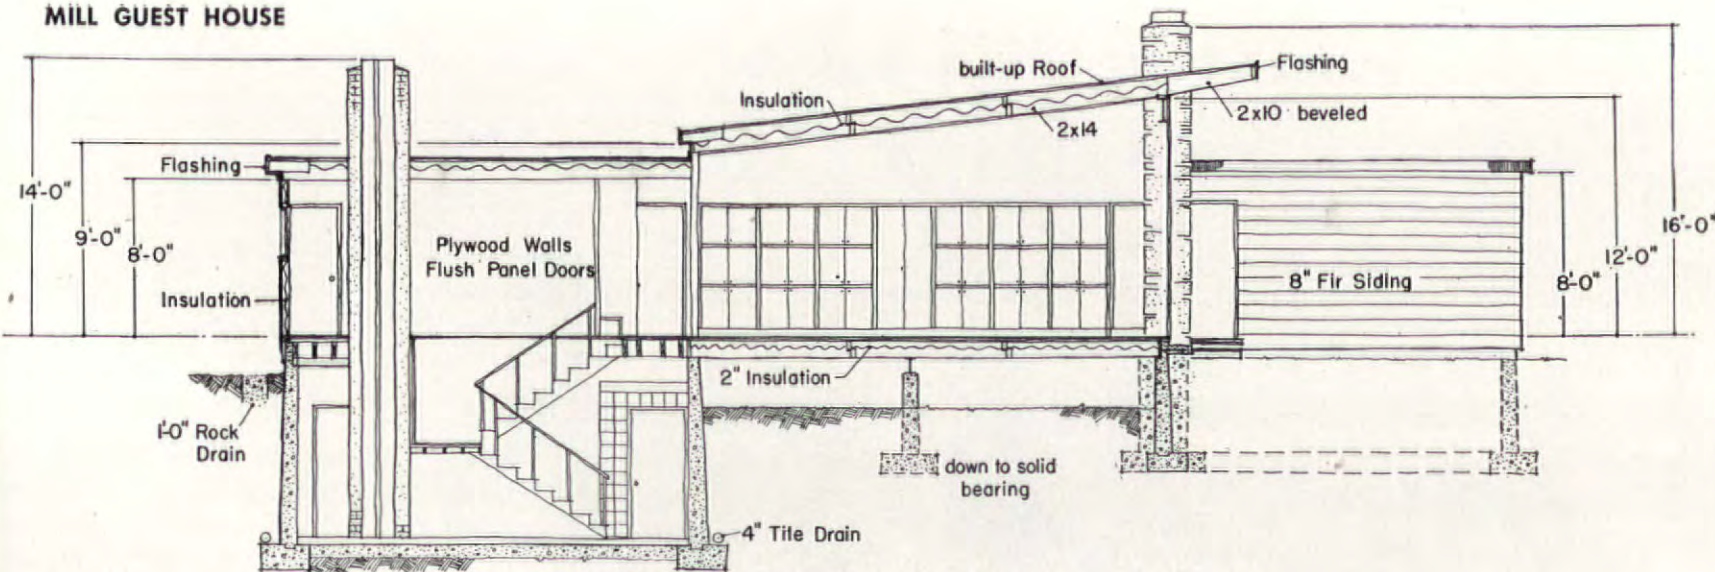 MILL GUEST HOUSE
built-up Roof
Flashing
Insulation
2x14
2x10 beveled
Flashing
14'-0"
9'-0"
8'-0"
Plywood Walls
Flush Panel Doors
Insulation
8" Fir Siding
8'-0"
12'-0"
16'-0"
2" Insulation
1'-0" Rock
Drain
down to solid
bearing
4" Tile Drain